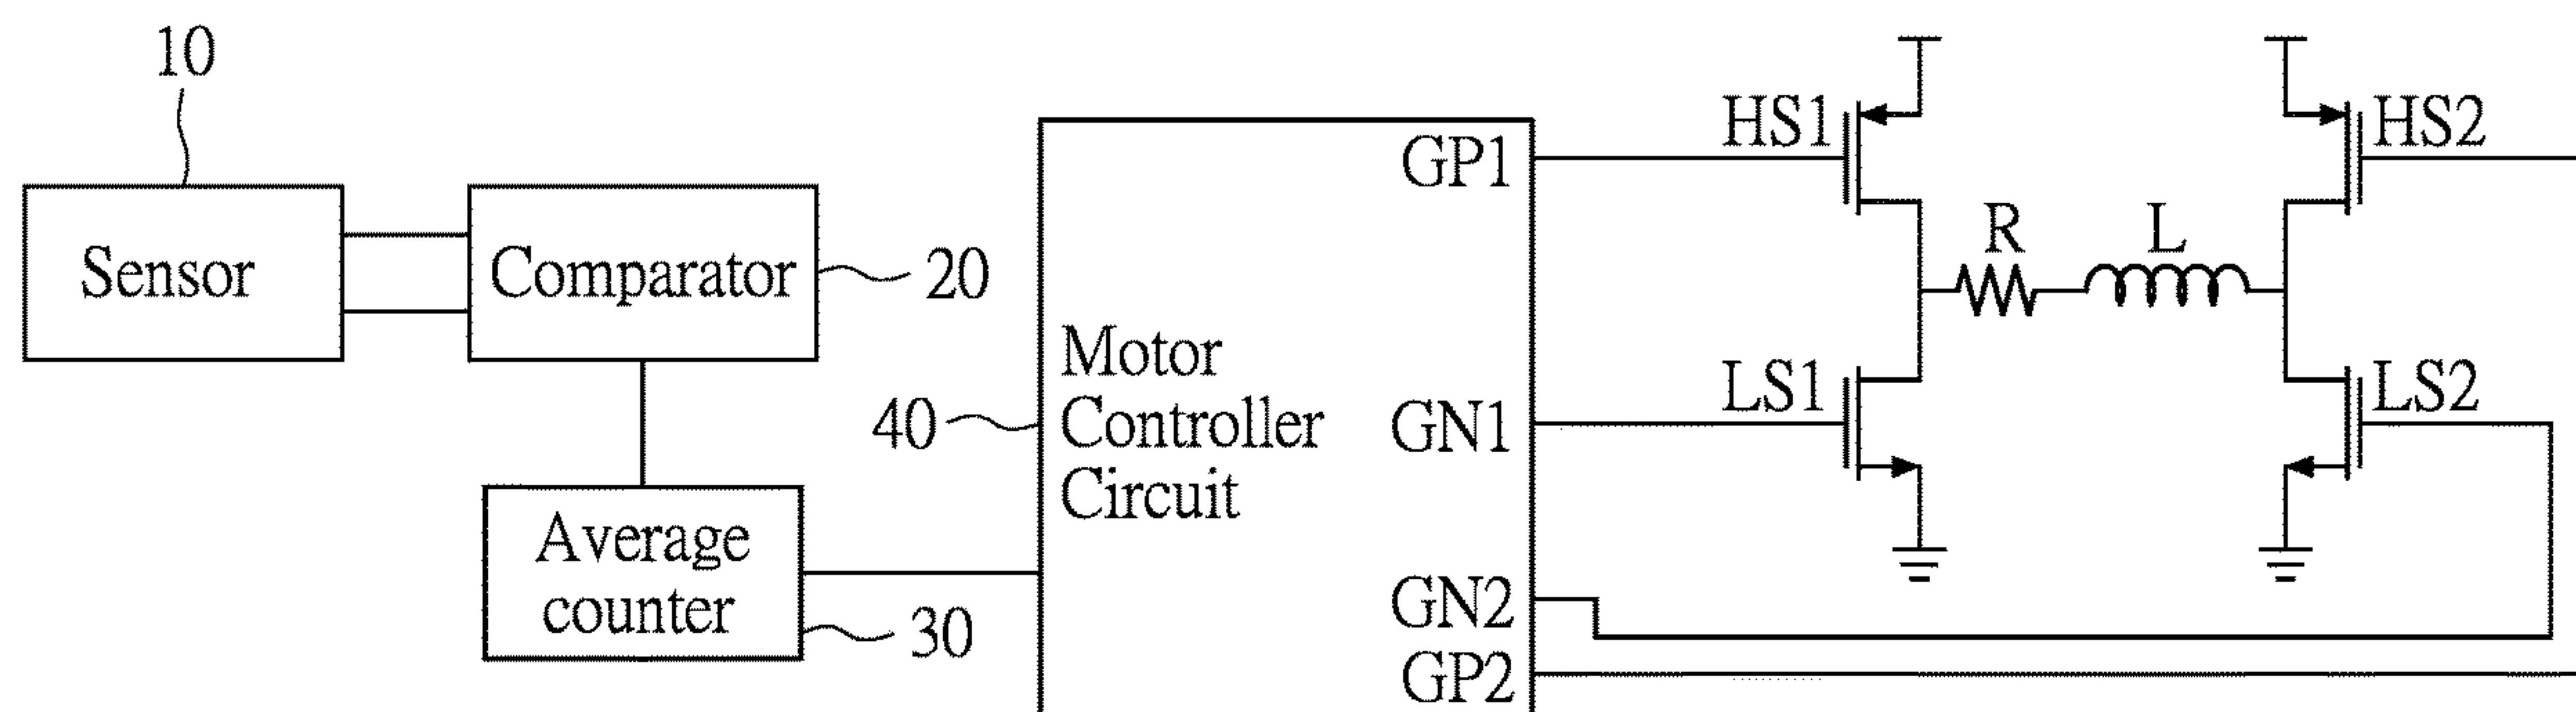 10
Sensor
Comparator
20
Average
counter
30
40
Motor
Controller
Circuit
GP1
GN1
GN2
GP2
HS1
HS2
R
L
LS1
LS2